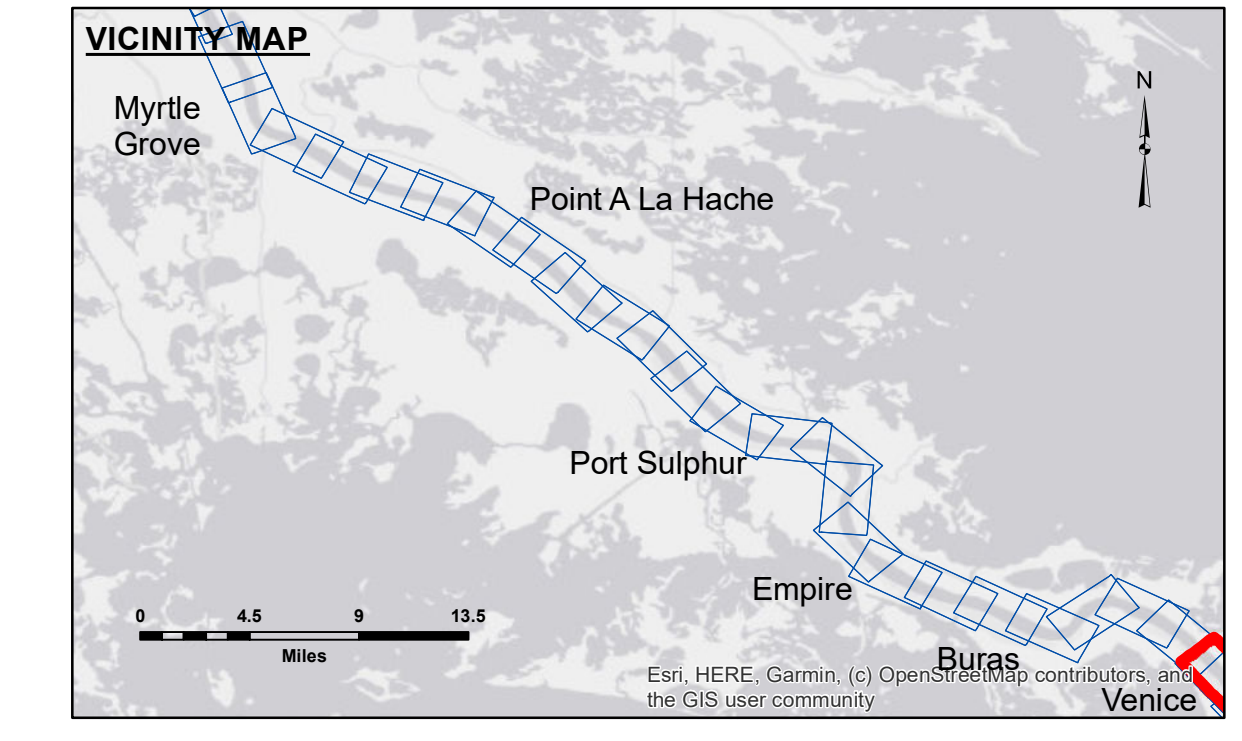 VICINITY MAP
N
Myrtle
Grove
Point A La Hache
Port Sulphur
Empire
0 4.5 9 13.5
Miles
Buras
Esri, HERE, Garmin, (c) OpenStreetMap contributors, and
the GIS user community
Venice